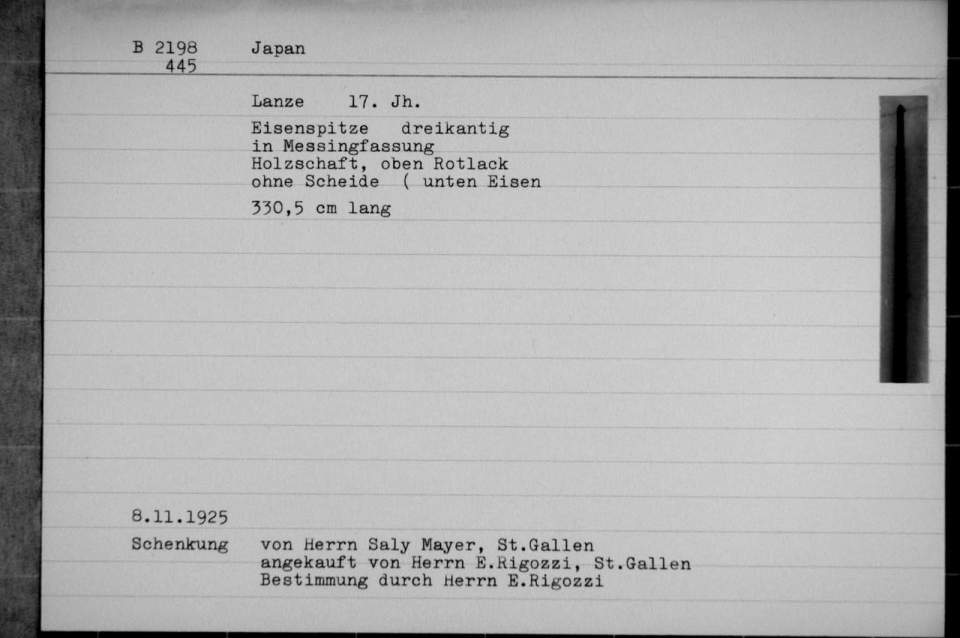 B 2198 Japan
445
Lanze 17. Jh.
Eisenspitze dreikantig
in Messingfassung
Holzschaft, oben Rotlack
ohne Scheide ( unten Eisen
330,5 cm lang
8.11.1925
Schenkung von Herrn Saly Mayer, St.Gallen
angekauft von Herrn E.Rigozzi, St.Gallen
Bestimmung durch Herrn E.Rigozzi